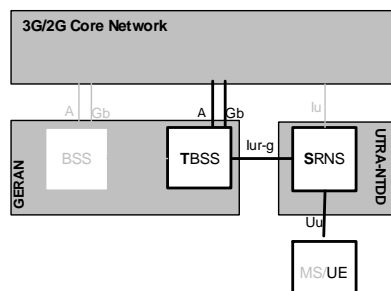 3G/2G Core Network
A Gb A Gb Iu
BSS TBSS Iur-g SRNS
GERAN
UTRA-NTDD
Uu
MS/UE